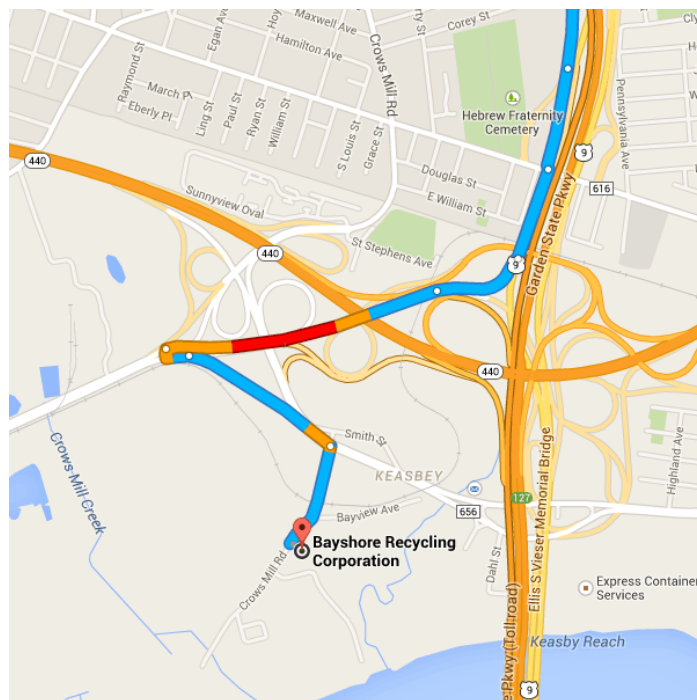 Maxwell Ave
Corey St
Egan Ave
Hamilton Ave
Raymond St
Crows Mill Rd
March Pl
Eberly Pl
Ling St
Paul St
Ryan St
William St
S Louis St
Grace St
Hebrew Fraternity
Cemetery
Pennsylvania Ave
9
440
Douglas St
E William St
616
Sunnyview Oval
St Stephens Ave
440
9
Garden State Pkwy
440
Crows Mill Creek
Smith St
KEASBEY
Highland Ave
127
656
Bayview Ave
Bayshore Recycling
Corporation
Crows Mill Rd
Dahl St
Ellis S Vieser Memorial Bridge
Express Container
Services
e Pkwy (Toll road)
Keasby Reach
9